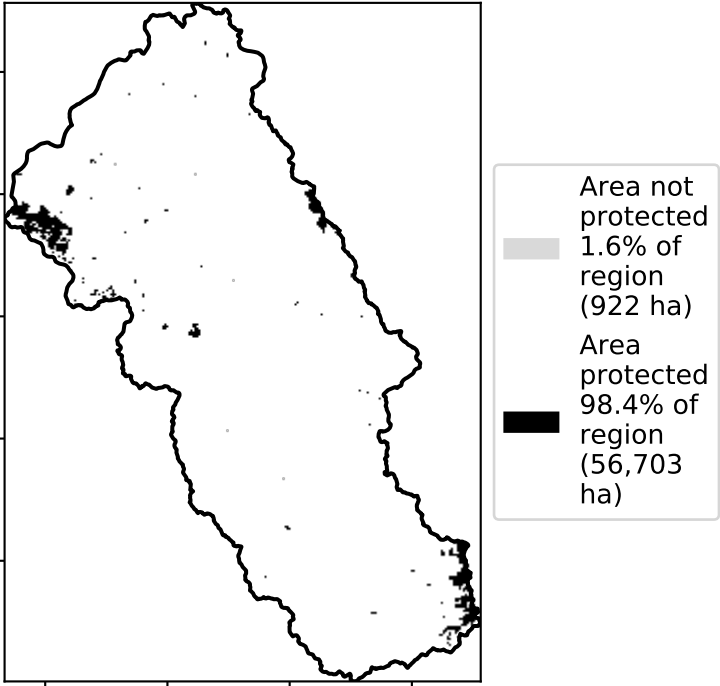 Area not
protected
1.6% of
region
(922 ha)
Area
protected
98.4% of
region
(56,703
ha)